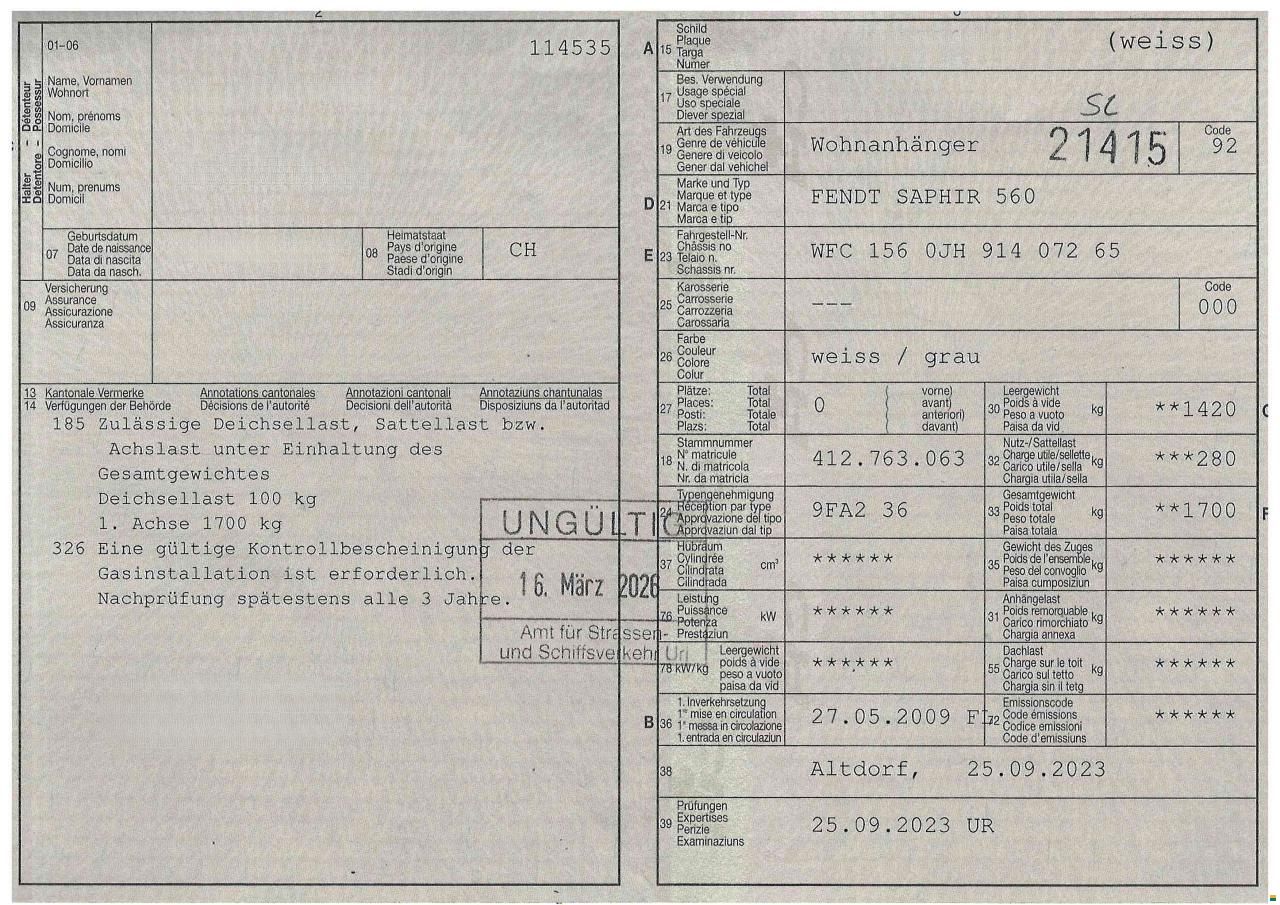 01-06
114535
Halter - Détenteur
Detentore - Possessur
Name, Vornamen
Wohnort
Nom, prénoms
Domicile
Cognome, nomi
Domicilio
Num, prenums
Domicil
07
Geburtsdatum
Date de naissance
Data di nascita
Data da nasch.
08
Heimatstaat
Pays d'origine
Paese d'origine
Stadi d'origin
CH
09
Versicherung
Assurance
Assicurazione
Assicuranza
13 Kantonale Vermerke Annotations cantonales Annotazioni cantonali Annotaziuns chantunalas
14 Verfügungen der Behörde Décisions de l'autorité Decisioni dell'autorità Disposiziuns da l'autoritad
185 Zulässige Deichsellast, Sattellast bzw.
Achslast unter Einhaltung des
Gesamtgewichtes
Deichsellast 100 kg
1. Achse 1700 kg
326 Eine gültige Kontrollbescheinigung der
Gasinstallation ist erforderlich.
Nachprüfung spätestens alle 3 Jahre.
UNGÜLTIG
16. März 2026
Amt für Strassen-
und Schiffsverkehr Uri
A 15
Schild
Plaque
Targa
Numer
(weiss)
17
Bes. Verwendung
Usage spécial
Uso speciale
Diever spezial
SL
19
Art des Fahrzeugs
Genre de véhicule
Genere di veicolo
Gener dal vehichel
Wohnanhänger
21415
Code
92
D 21
Marke und Typ
Marque et type
Marca e tipo
Marca e tip
FENDT SAPHIR 560
E 23
Fahrgestell-Nr.
Châssis no
Telaio n.
Schassis nr.
WFC 156 0JH 914 072 65
25
Karosserie
Carrosserie
Carrozzeria
Carossaria
---
Code
000
26
Farbe
Couleur
Colore
Colur
weiss / grau
27
Plätze: Total
Places: Total
Posti: Totale
Plazs: Total
0
( vorne)
( avant)
( anteriori)
( davant)
30
Leergewicht
Poids à vide
Peso a vuoto
Paisa da vid
kg
**1420
18
Stammnummer
N° matricule
N. di matricola
Nr. da matricla
412.763.063
32
Nutz-/Sattellast
Charge utile/sellette
Carico utile/sella
Chargia utila/sella
kg
***280
24
Typengenehmigung
Réception par type
Approvazione del tipo
Approvaziun dal tip
9FA2 36
33
Gesamtgewicht
Poids total
Peso totale
Paisa totala
kg
**1700
F
37
Hubraum
Cylindrée
Cilindrata
Cilindrada
cm³
******
35
Gewicht des Zuges
Poids de l'ensemble
Peso del convoglio
Paisa cumposiziun
kg
******
76
Leistung
Puissance
Potenza
Prestaziun
kW
******
31
Anhängelast
Poids remorquable
Carico rimorchiato
Chargia annexa
kg
******
78 kW/kg
Leergewicht
poids à vide
peso a vuoto
paisa da vid
******
55
Dachlast
Charge sur le toit
Carico sul tetto
Chargia sin il tetg
kg
******
B 36
1. Inverkehrsetzung
1re mise en circulation
1a messa in circolazione
1. entrada en circulaziun
27.05.2009 FL
72
Emissionscode
Code émissions
Codice emissioni
Code d'emissiuns
******
38
Altdorf, 25.09.2023
39
Prüfungen
Expertises
Perizie
Examinaziuns
25.09.2023 UR